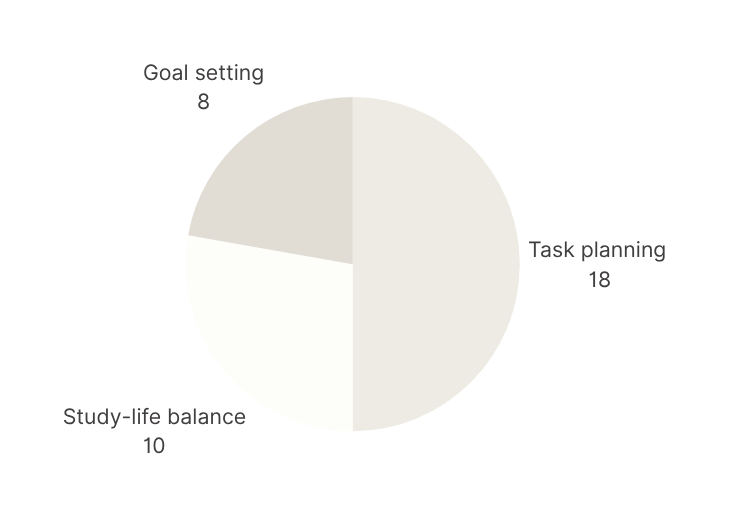 Goal setting
8
Task planning
18
Study-life balance
10